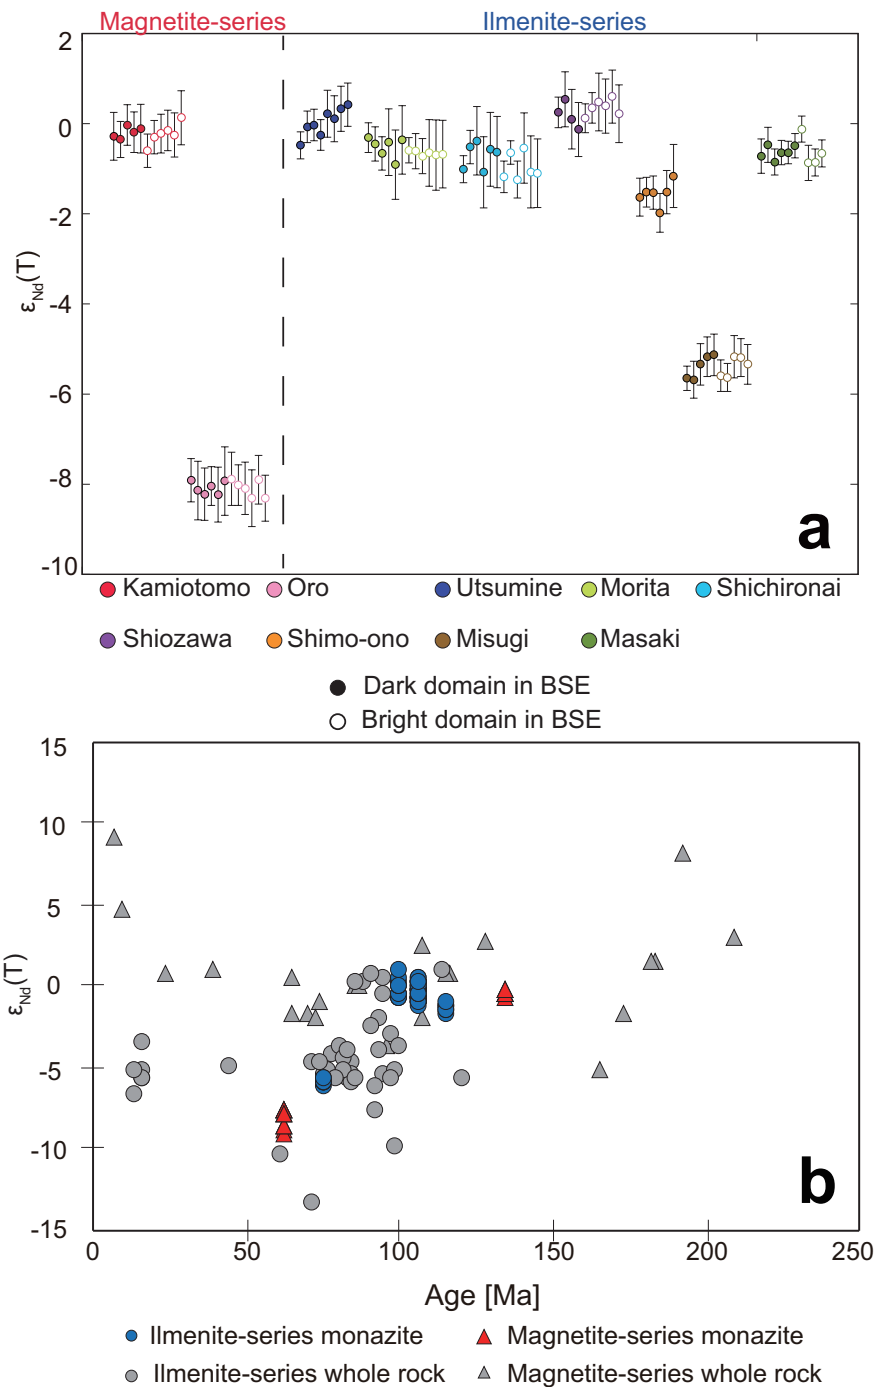 Magnetite-series Ilmenite-series
2
0
-2
-4
-6
-8
-10
εNd(T)
a
Kamiotomo Oro Utsumine Morita Shichironai
Shiozawa Shimo-ono Misugi Masaki
Dark domain in BSE
Bright domain in BSE
15
10
5
0
-5
-10
-15
εNd(T)
b
0 50 100 150 200 250
Age [Ma]
Ilmenite-series monazite Magnetite-series monazite
Ilmenite-series whole rock Magnetite-series whole rock